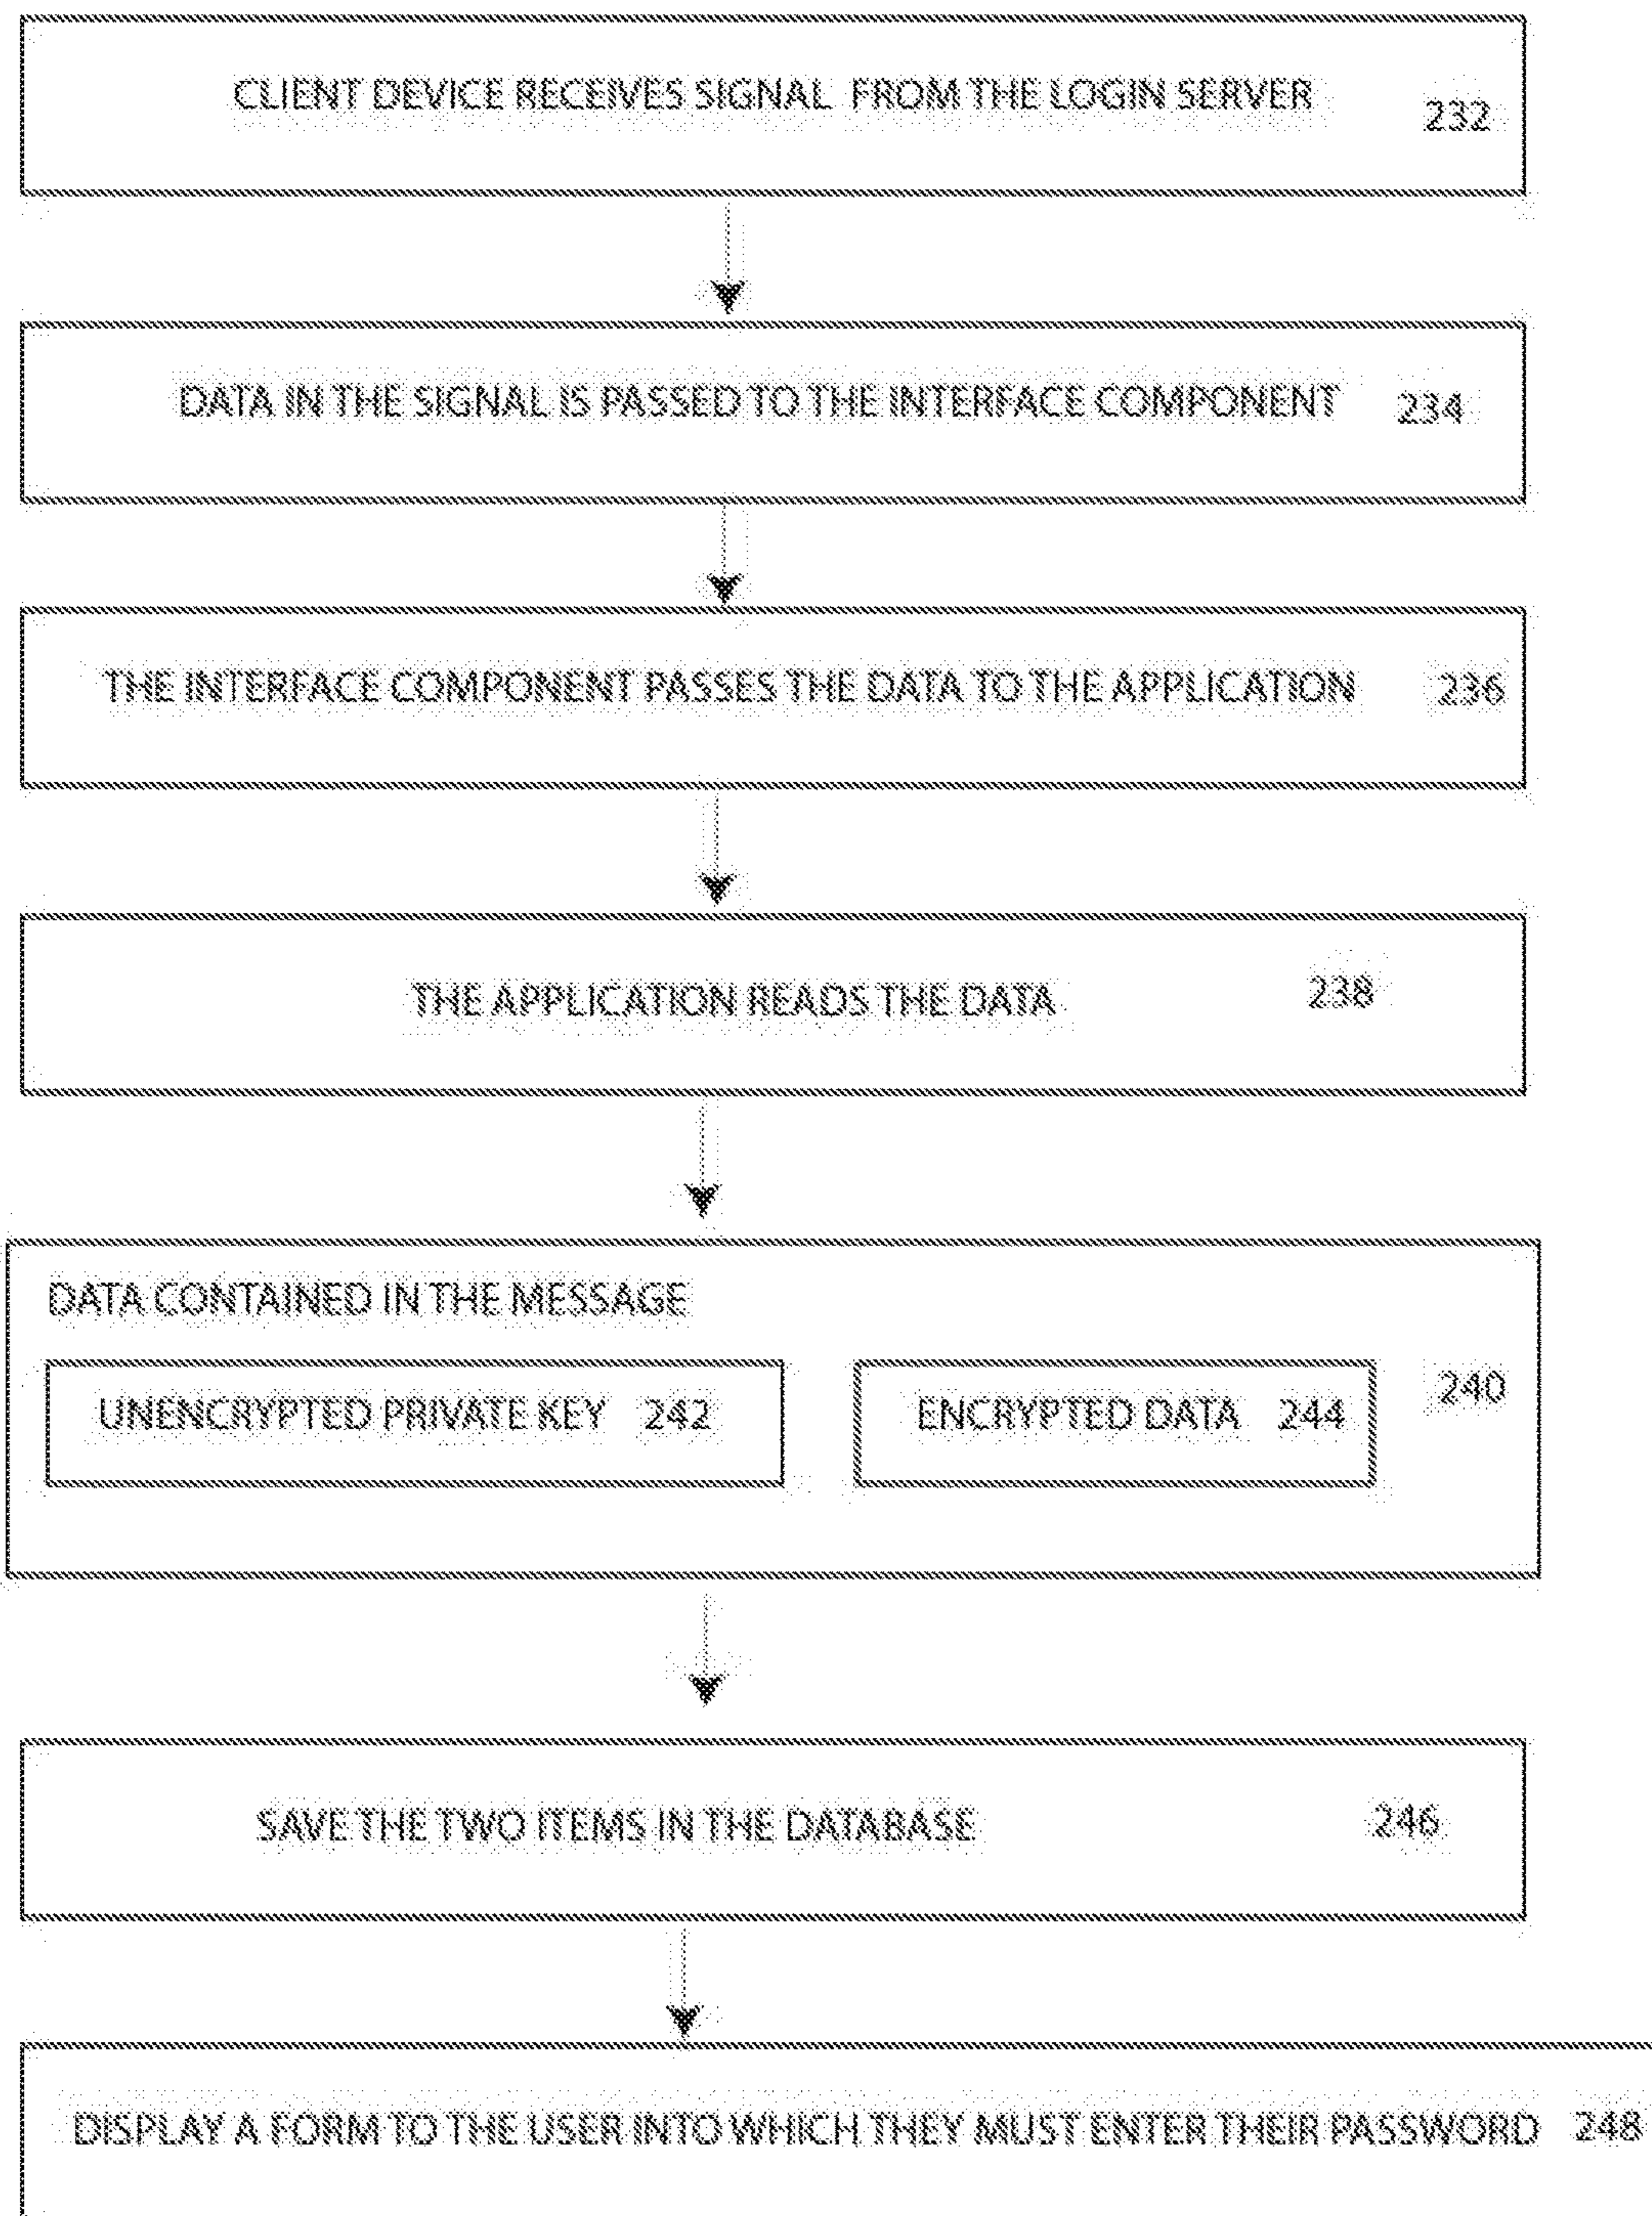 CLIENT DEVICE RECEIVES SIGNAL FROM THE LOGIN SERVER 232
DATA IN THE SIGNAL IS PASSED TO THE INTERFACE COMPONENT 234
THE INTERFACE COMPONENT PASSES THE DATA TO THE APPLICATION 236
THE APPLICATION READS THE DATA 238
DATA CONTAINED IN THE MESSAGE
UNENCRYPTED PRIVATE KEY 242 ENCRYPTED DATA 244 240
SAVE THE TWO ITEMS IN THE DATABASE 246
DISPLAY A FORM TO THE USER INTO WHICH THEY MUST ENTER THEIR PASSWORD 248